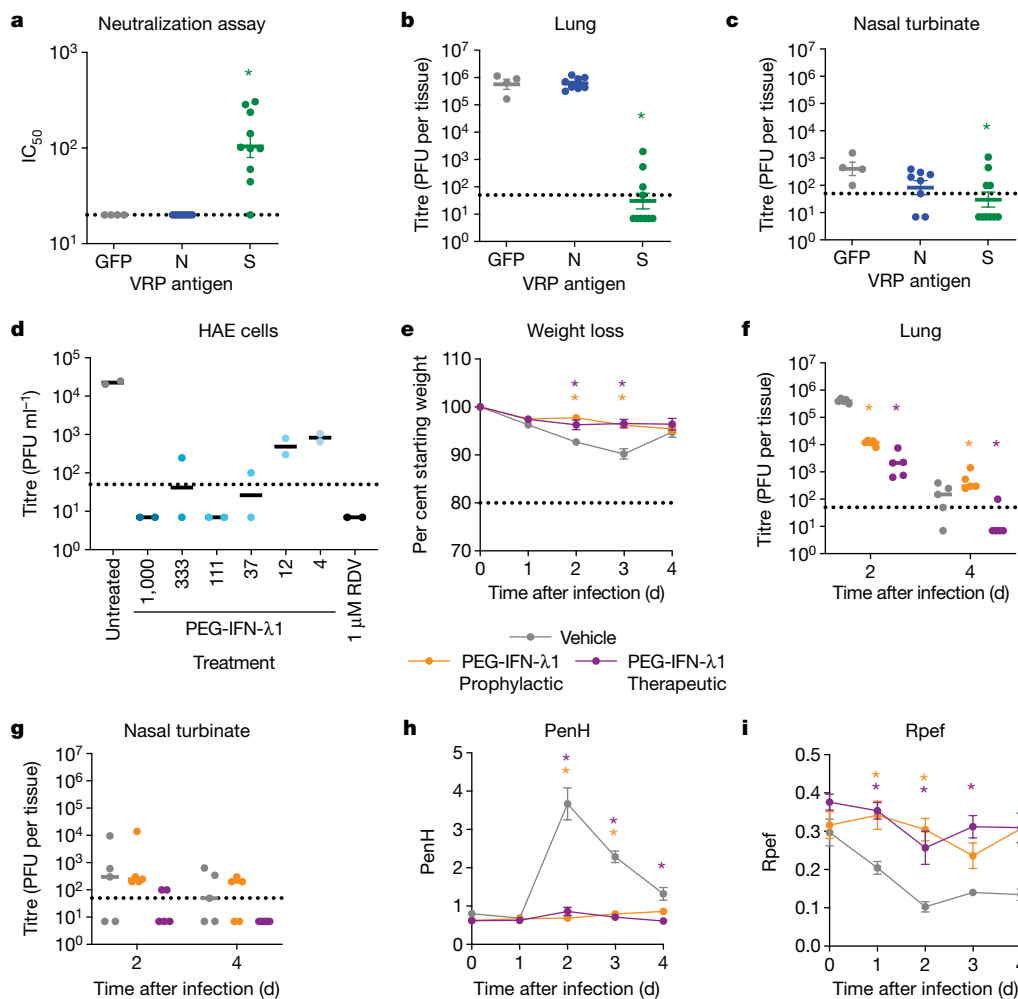 a
Neutralization assay
10³
10²
10¹
IC₅₀
*
GFP N S
VRP antigen
b
Lung
10⁷
10⁶
10⁵
10⁴
10³
10²
10¹
10⁰
Titre (PFU per tissue)
*
GFP N S
VRP antigen
c
Nasal turbinate
10⁷
10⁶
10⁵
10⁴
10³
10²
10¹
10⁰
Titre (PFU per tissue)
*
GFP N S
VRP antigen
d
HAE cells
10⁵
10⁴
10³
10²
10¹
10⁰
Titre (PFU ml⁻¹)
Untreated 1,000 333 111 37 12 4 1 μM RDV
PEG-IFN-λ1
Treatment
e
Weight loss
110
100
90
80
70
Per cent starting weight
* *
* *
0 1 2 3 4
Time after infection (d)
f
Lung
10⁷
10⁶
10⁵
10⁴
10³
10²
10¹
10⁰
Titre (PFU per tissue)
* *
* *
2 4
Time after infection (d)
Vehicle
PEG-IFN-λ1 PEG-IFN-λ1
Prophylactic Therapeutic
g
Nasal turbinate
10⁷
10⁶
10⁵
10⁴
10³
10²
10¹
10⁰
Titre (PFU per tissue)
2 4
Time after infection (d)
h
PenH
5
4
3
2
1
0
PenH
*
*
*
*
*
0 1 2 3 4
Time after infection (d)
i
Rpef
0.5
0.4
0.3
0.2
0.1
0.0
Rpef
* * *
* *
0 1 2 3 4
Time after infection (d)